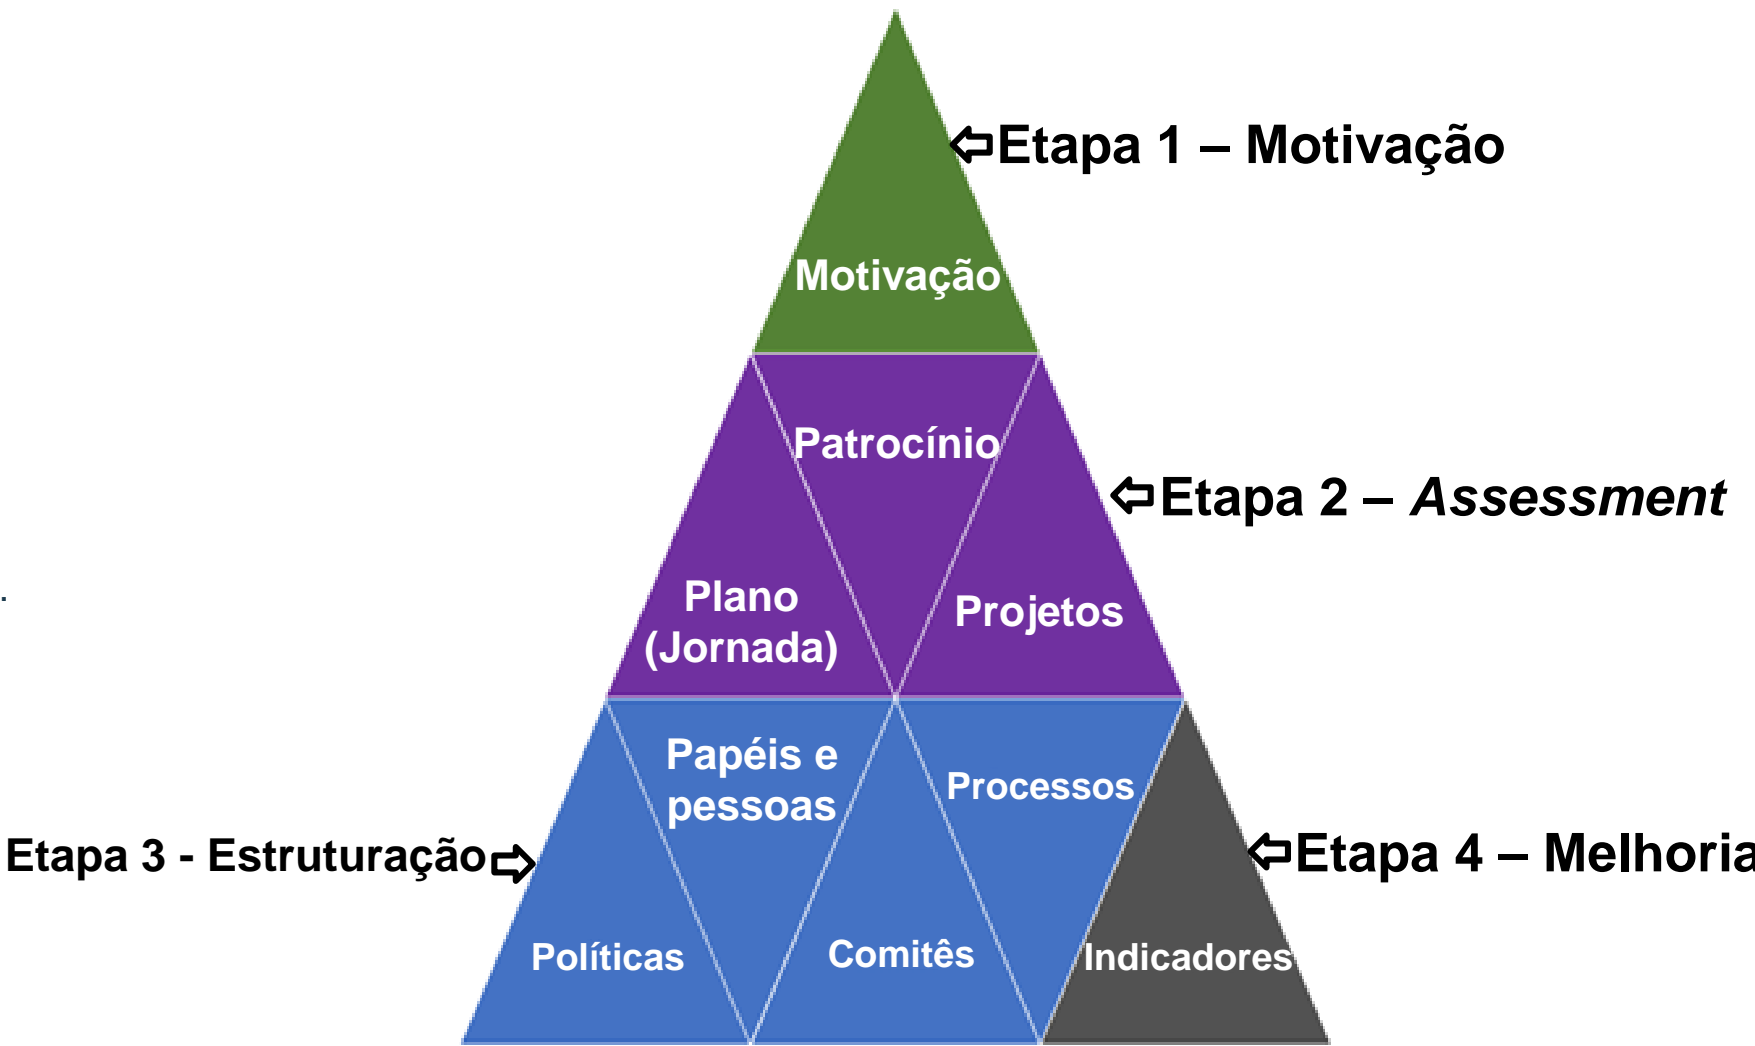 Etapa 1 – Motivação
Motivação
Patrocínio
Etapa 2 – Assessment
Plano
(Jornada)
Projetos
Papéis e
pessoas
Processos
Etapa 3 - Estruturação
Etapa 4 – Melhoria
Políticas
Comitês
Indicadores
.